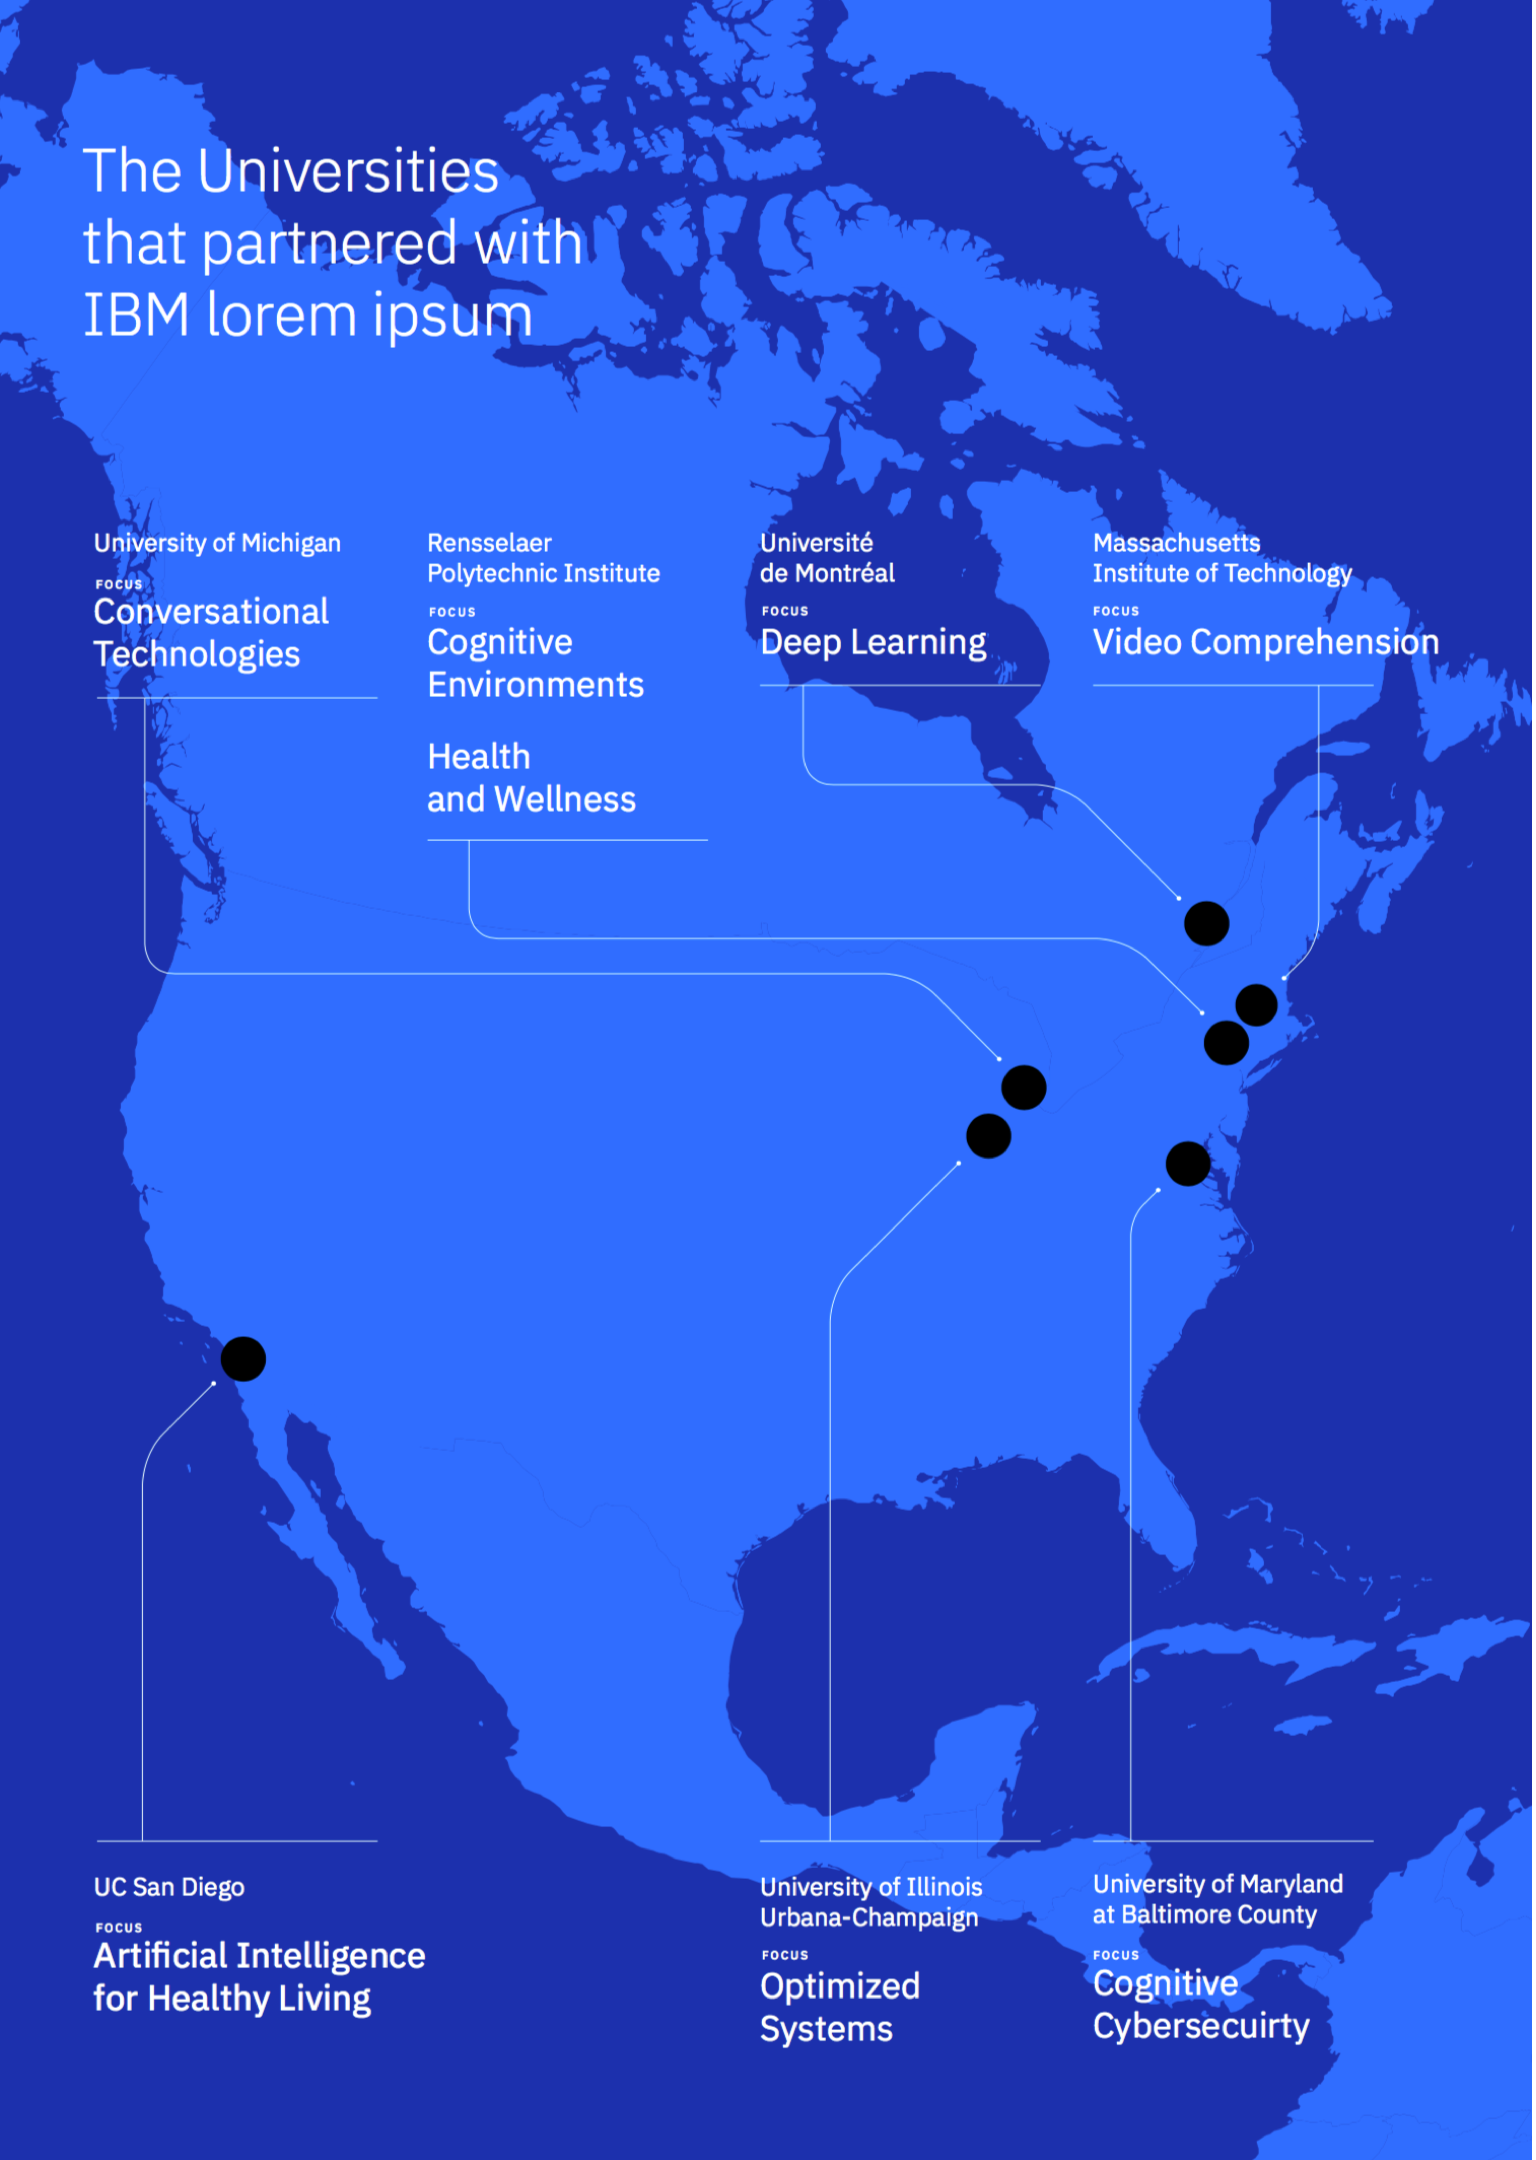 The Universities
that partnered with
IBM lorem ipsum
University of Michigan
FOCUS
Conversational
Technologies
Rensselaer
Polytechnic Institute
FOCUS
Cognitive
Environments
Health
and Wellness
Université
de Montréal
FOCUS
Deep Learning
Massachusetts
Institute of Technology
FOCUS
Video Comprehension
UC San Diego
FOCUS
Artificial Intelligence
for Healthy Living
University of Illinois
Urbana-Champaign
FOCUS
Optimized
Systems
University of Maryland
at Baltimore County
FOCUS
Cognitive
Cybersecuirty